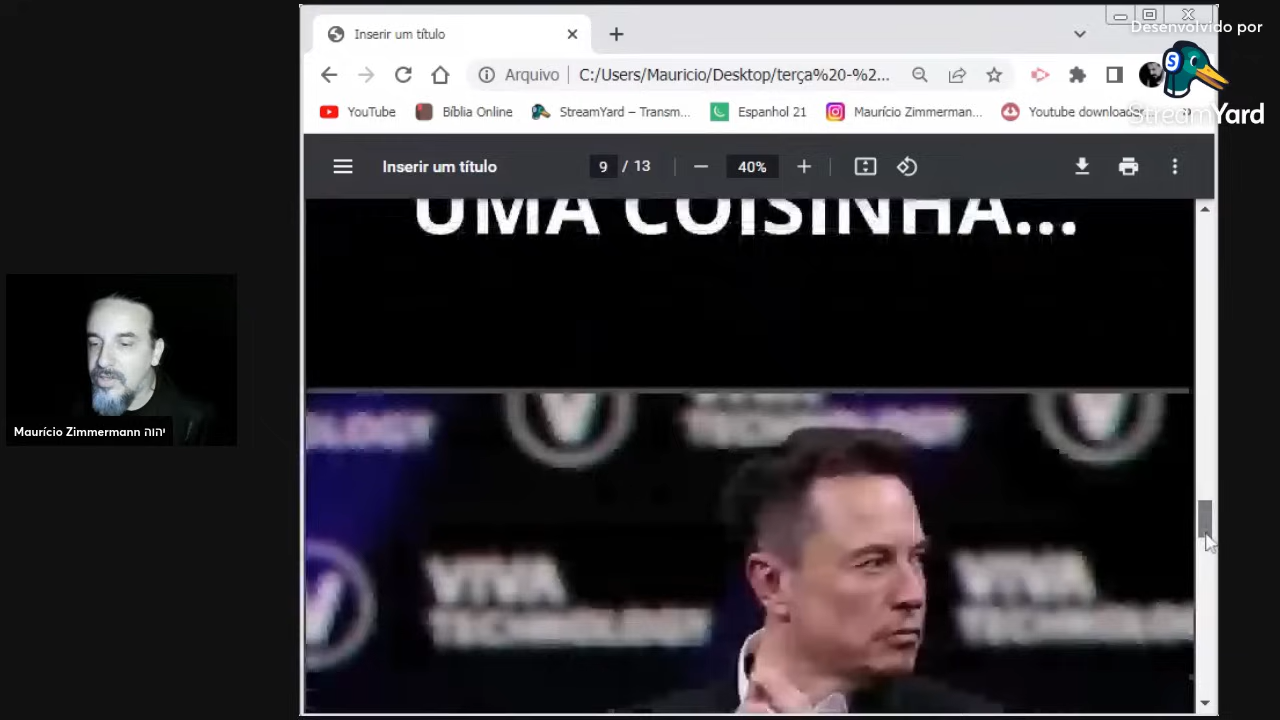 Desenvolvido por
StreamYard
Inserir um título
Arquivo
C:/Users/Mauricio/Desktop/terça%20-%2...
YouTube
Bíblia Online
StreamYard – Transm...
Espanhol 21
Maurício Zimmerman...
Youtube downloader
Inserir um título
9 / 13
40%
UMA COISINHA...
VIVA
TECHNOLOGY
VIVA
TECHNOLOGY
Maurício Zimmermann יהוה